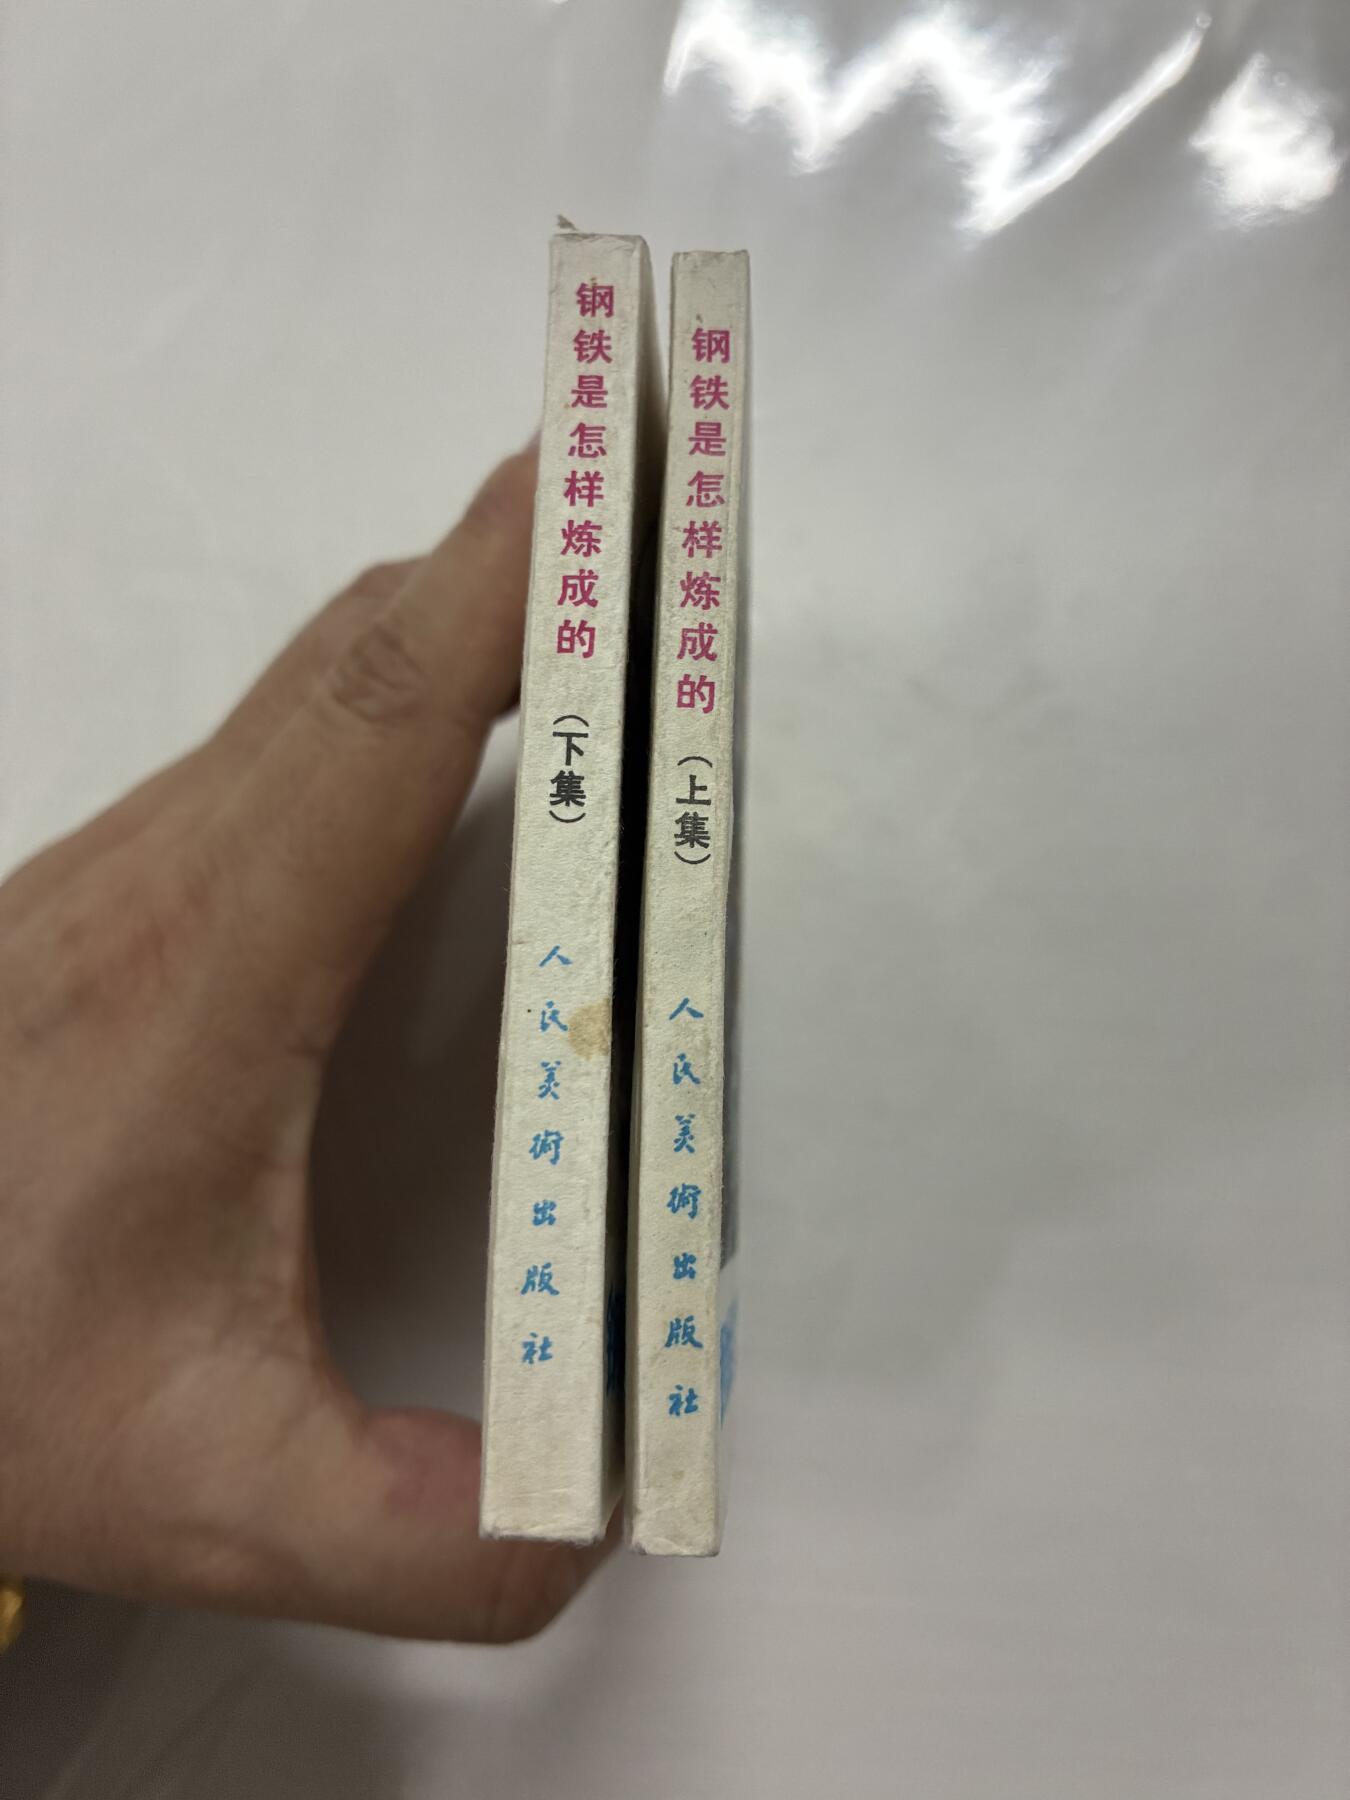 钢铁是怎样炼成的
（下集）
人民美術出版社
钢铁是怎样炼成的
（上集）
人民美術出版社